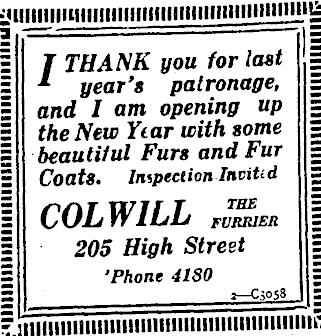 I THANK you for last
year's patronage,
and I am opening up
the New Year with some
beautiful Furs and Fur
Coats. Inspection Invited
COLWILL THE FURRIER
205 High Street
'Phone 4180
2—C3058